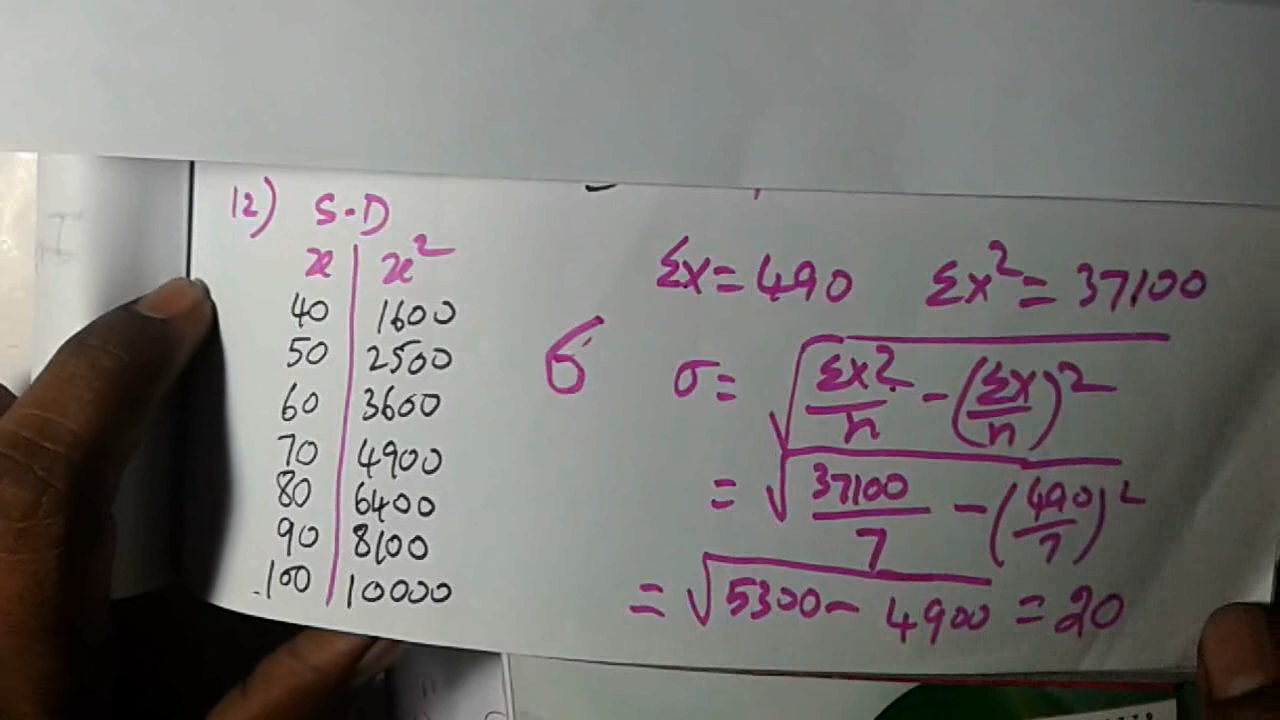 12) S.D
x | x²
40 | 1600
50 | 2500
60 | 3600
70 | 4900
80 | 6400
90 | 8100
100 | 10000
Σx = 490 Σx² = 37100
σ
σ = √(Σx²/n - (Σx/n)²)
= √(37100/7 - (490/7)²)
= √(5300 - 4900) = 20